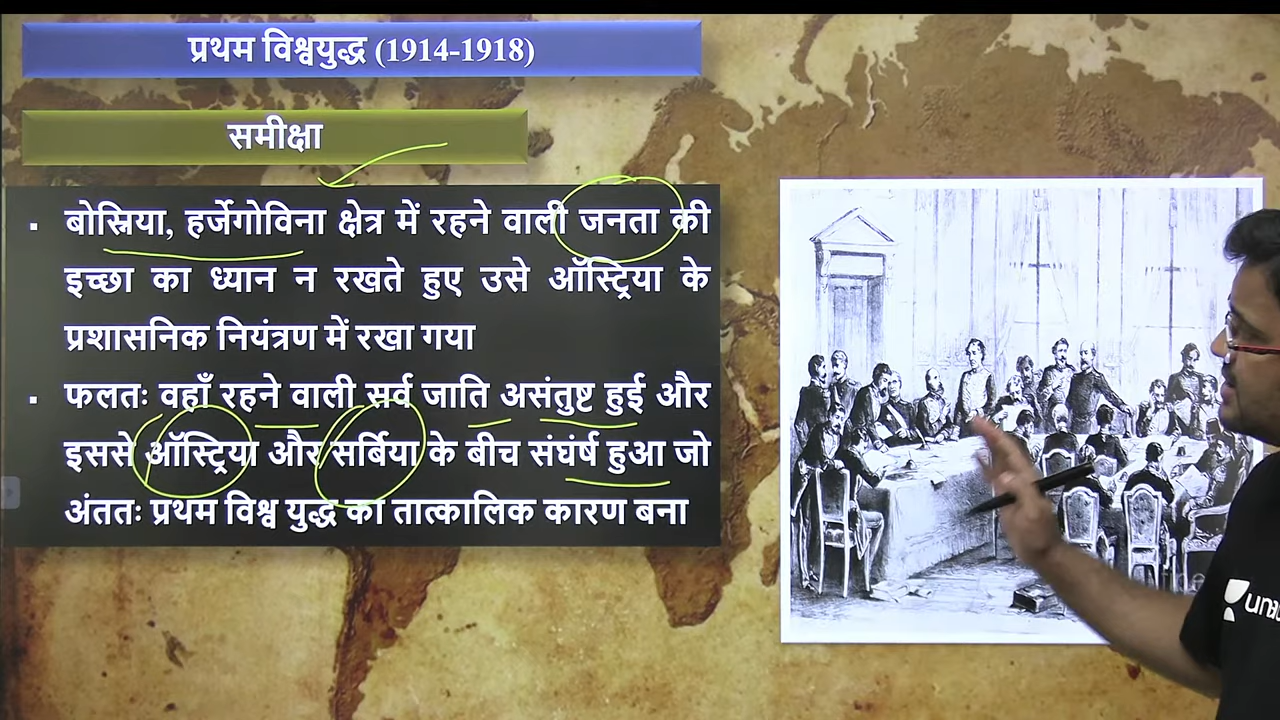 प्रथम विश्वयुद्ध (1914-1918)
समीक्षा
▪ बोस्निया, हर्जेगोविना क्षेत्र में रहने वाली जनता की
इच्छा का ध्यान न रखते हुए उसे ऑस्ट्रिया के
प्रशासनिक नियंत्रण में रखा गया
▪ फलतः वहाँ रहने वाली सर्व जाति असंतुष्ट हुई और
इससे ऑस्ट्रिया और सर्बिया के बीच संघंर्ष हुआ जो
अंततः प्रथम विश्व युद्ध का तात्कालिक कारण बना